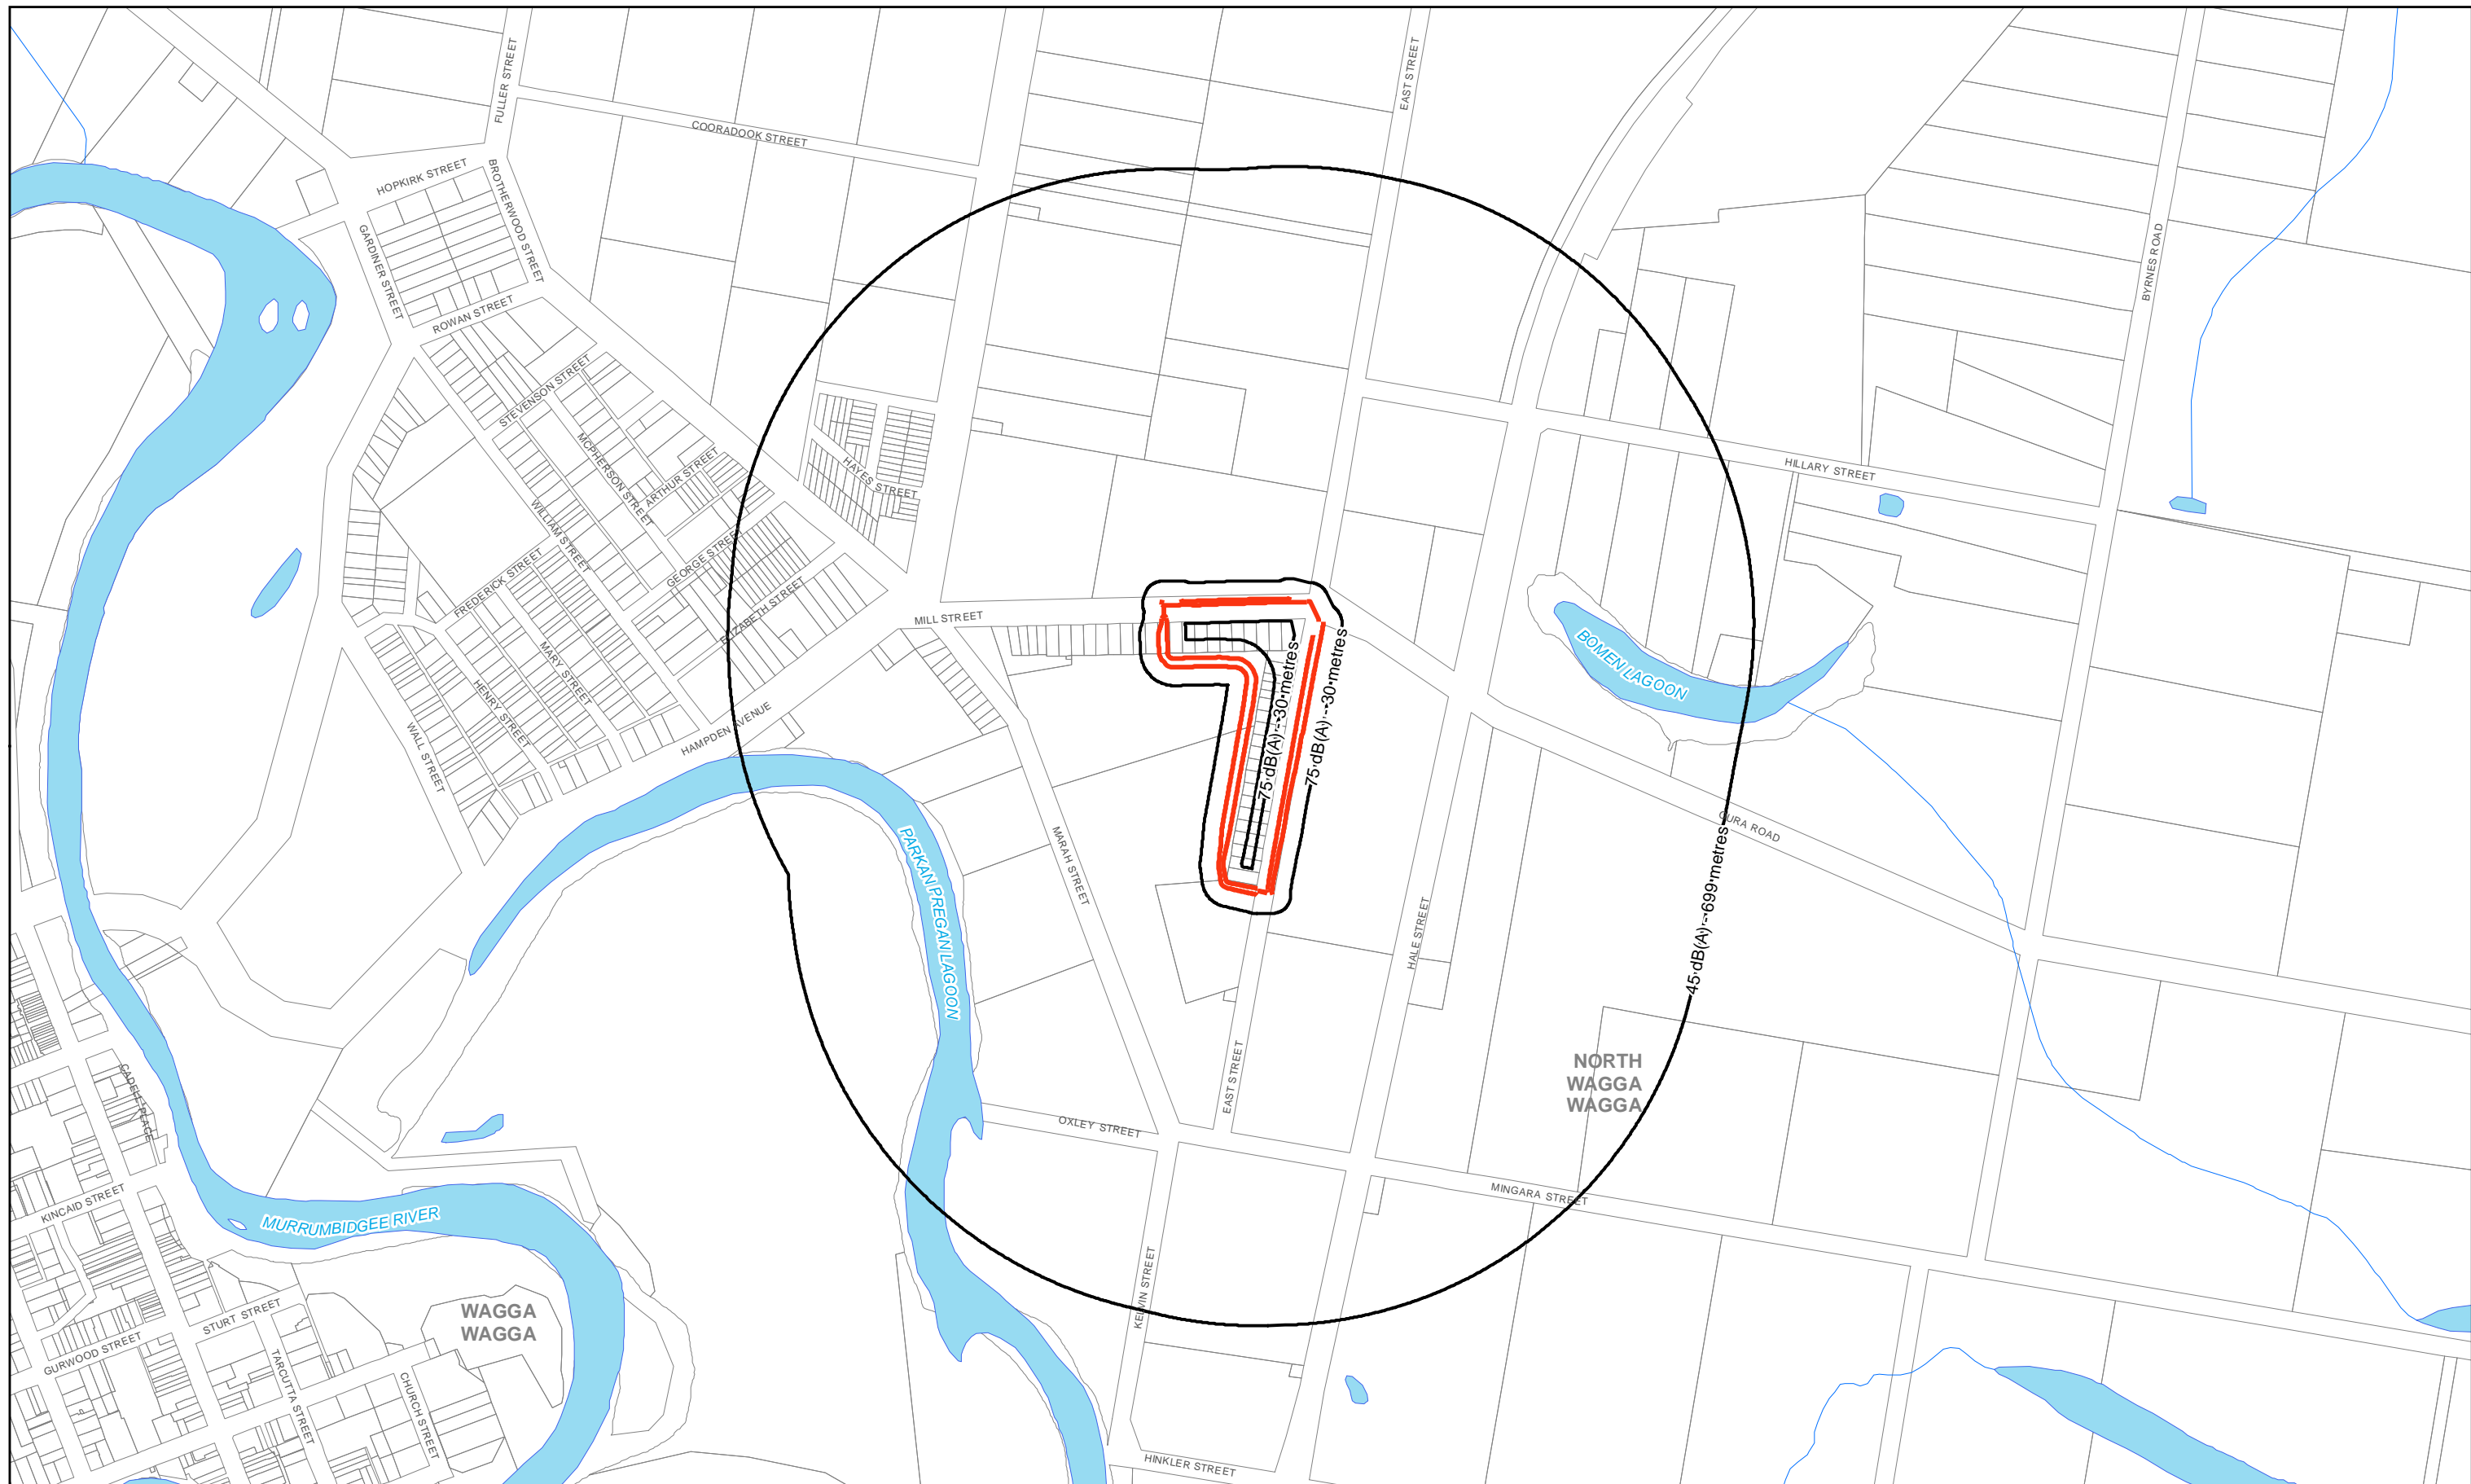 FULLER STREET
EAST STREET
COORADOOK STREET
HOPKIRK STREET
BROTHERWOOD STREET
GARDINER STREET
ROWAN STREET
BYRNES ROAD
STEVENSON STREET
MCPHERSON STREET
ARTHUR STREET
HAYES STREET
HILLARY STREET
WILLIAM STREET
GEORGE STREET
FREDERICK STREET
ELIZABETH STREET
MILL STREET
MARY STREET
HENRY STREET
WALL STREET
HAMPDEN AVENUE
BOMEN LAGOON
75 dB(A) - 30 metres
75 dB(A) - 30 metres
OURA ROAD
PARKAN PREGAN LAGOON
MARAH STREET
HALE STREET
45 dB(A) - 699 metres
CADELL PLACE
EAST STREET
NORTH
WAGGA
WAGGA
OXLEY STREET
MINGARA STREET
KINCAID STREET
MURRUMBIDGEE RIVER
KELVIN STREET
WAGGA
WAGGA
STURT STREET
GURWOOD STREET
TARCUTTA STREET
CHURCH STREET
HINKLER STREET